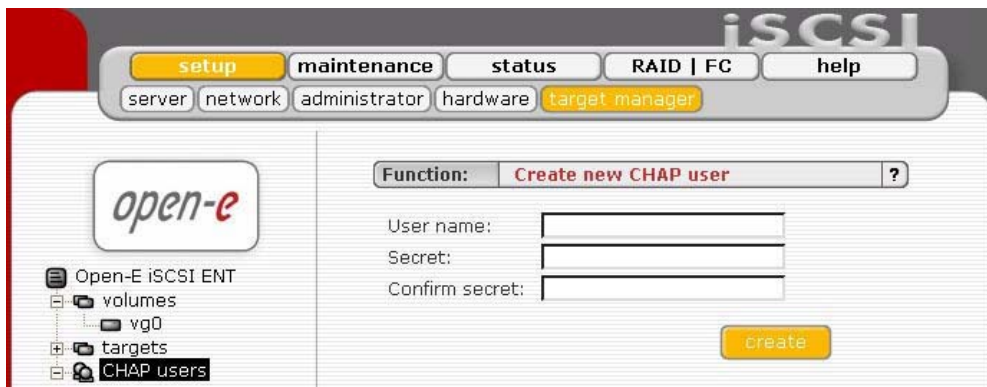 iSCSI
setup maintenance status RAID | FC help
server network administrator hardware target manager
open-e
Open-E iSCSI ENT
volumes
vg0
targets
CHAP users
Function: Create new CHAP user ?
User name:
Secret:
Confirm secret:
create